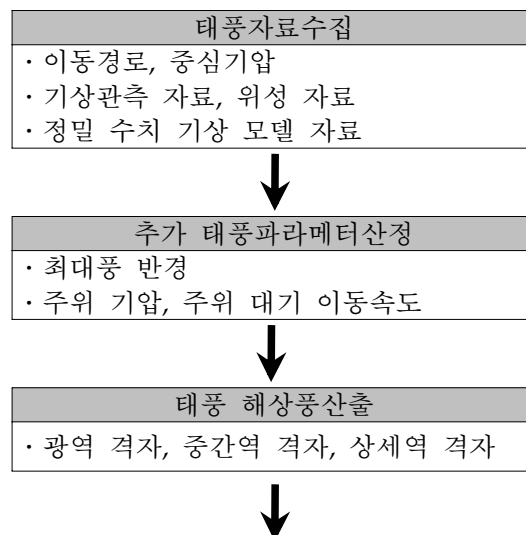 태풍자료수집
· 이동경로, 중심기압
· 기상관측 자료, 위성 자료
· 정밀 수치 기상 모델 자료
추가 태풍파라메터산정
· 최대풍 반경
· 주위 기압, 주위 대기 이동속도
태풍 해상풍산출
· 광역 격자, 중간역 격자, 상세역 격자